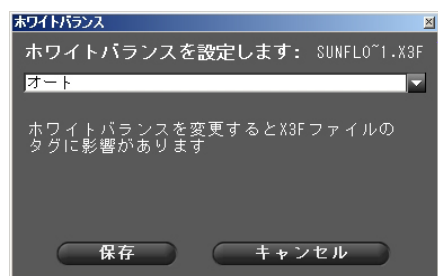 ホワイトバランス
ホワイトバランスを設定します: SUNFLO~1.X3F
オート
ホワイトバランスを変更するとX3Fファイルの
タグに影響があります
保存 キャンセル